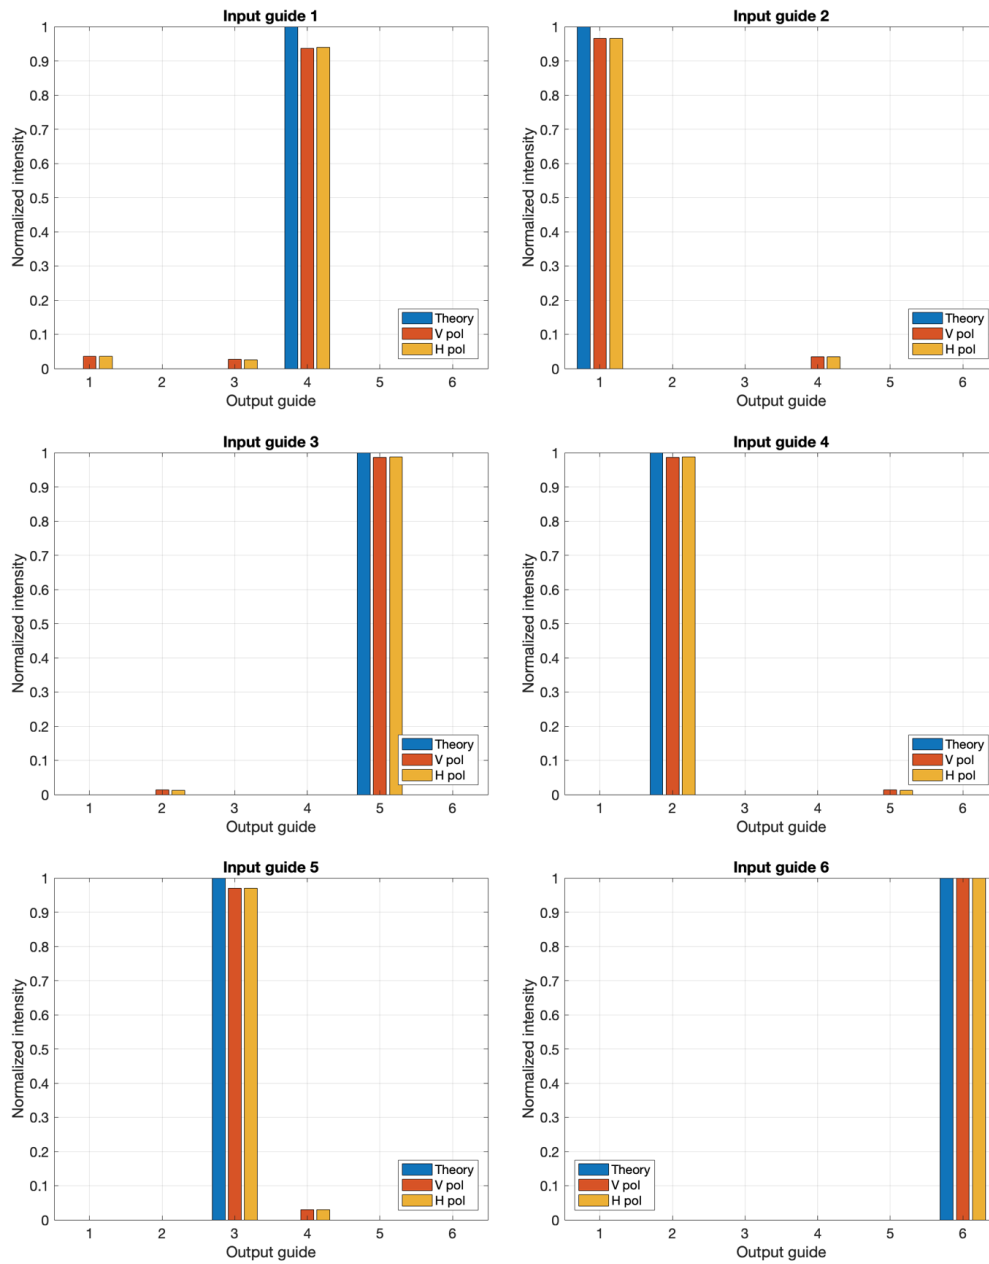 Input guide 1
Normalized intensity
1
0.9
0.8
0.7
0.6
0.5
0.4
0.3
0.2
0.1
0
Theory
V pol
H pol
1 2 3 4 5 6
Output guide
Input guide 2
Normalized intensity
1
0.9
0.8
0.7
0.6
0.5
0.4
0.3
0.2
0.1
0
Theory
V pol
H pol
1 2 3 4 5 6
Output guide
Input guide 3
Normalized intensity
1
0.9
0.8
0.7
0.6
0.5
0.4
0.3
0.2
0.1
0
Theory
V pol
H pol
1 2 3 4 5 6
Output guide
Input guide 4
Normalized intensity
1
0.9
0.8
0.7
0.6
0.5
0.4
0.3
0.2
0.1
0
Theory
V pol
H pol
1 2 3 4 5 6
Output guide
Input guide 5
Normalized intensity
1
0.9
0.8
0.7
0.6
0.5
0.4
0.3
0.2
0.1
0
Theory
V pol
H pol
1 2 3 4 5 6
Output guide
Input guide 6
Normalized intensity
1
0.9
0.8
0.7
0.6
0.5
0.4
0.3
0.2
0.1
0
Theory
V pol
H pol
1 2 3 4 5 6
Output guide